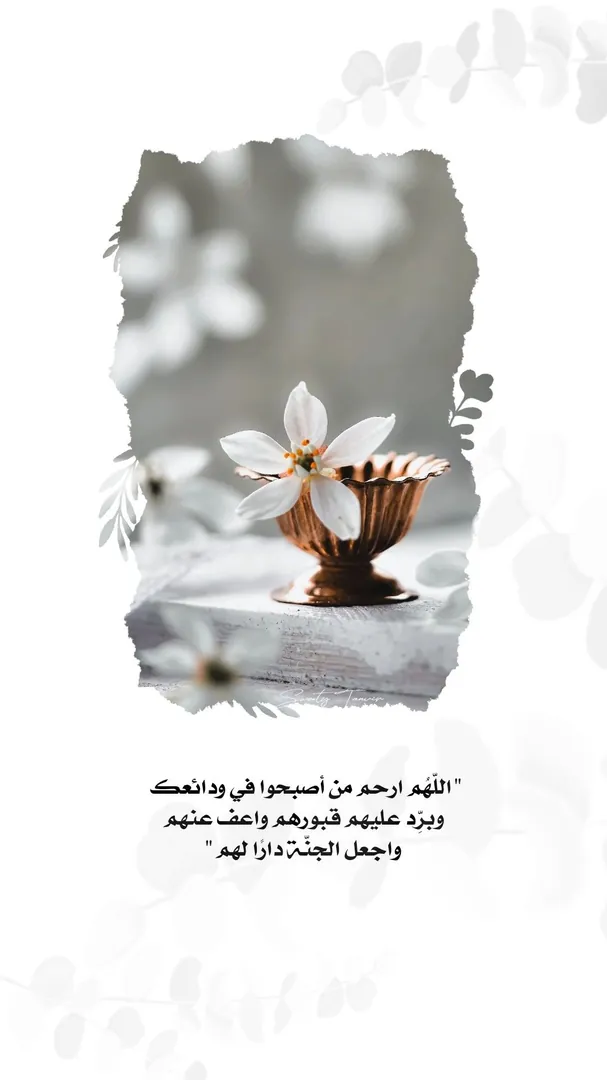 "اللّهُم ارحم من أصبحوا في ودائعك
وبرِّد عليهم قبورهم واعف عنهم
واجعل الجنّة دارًا لهم"